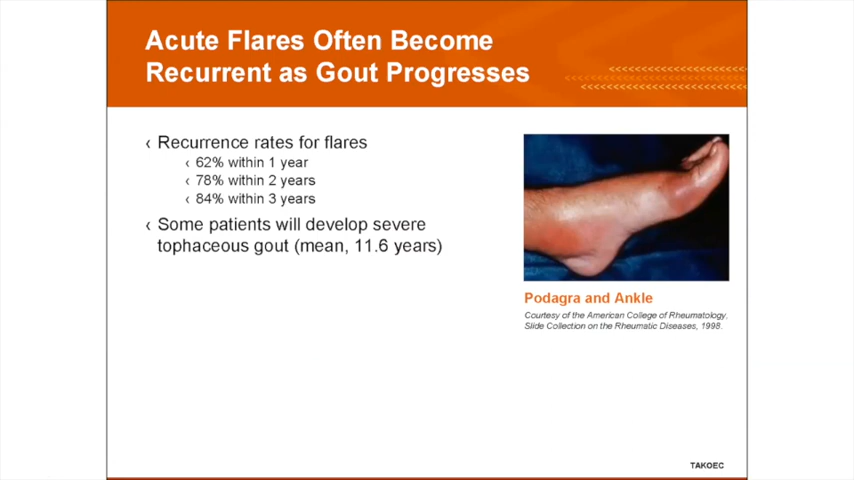 Acute Flares Often Become
Recurrent as Gout Progresses
‹ Recurrence rates for flares
‹ 62% within 1 year
‹ 78% within 2 years
‹ 84% within 3 years
‹ Some patients will develop severe
tophaceous gout (mean, 11.6 years)
Podagra and Ankle
Courtesy of the American College of Rheumatology,
Slide Collection on the Rheumatic Diseases, 1998.
TAKOEC